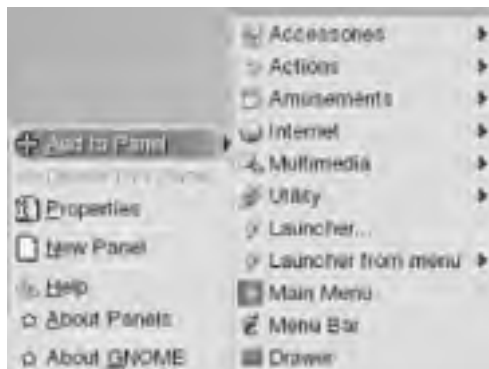 Add to Panel
Properties
New Panel
Help
About Panels
About GNOME
Accessories
Actions
Amusements
Internet
Multimedia
Utility
Launcher...
Launcher from menu
Main Menu
Menu Bar
Drawer